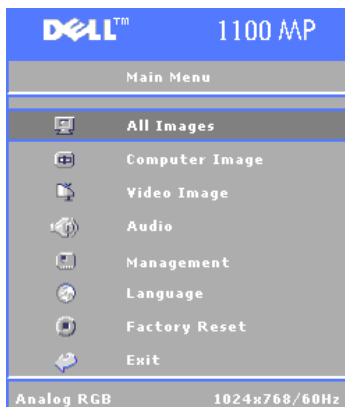 DELL™ 1100 MP
Main Menu
All Images
Computer Image
Video Image
Audio
Management
Language
Factory Reset
Exit
Analog RGB 1024x768/60Hz